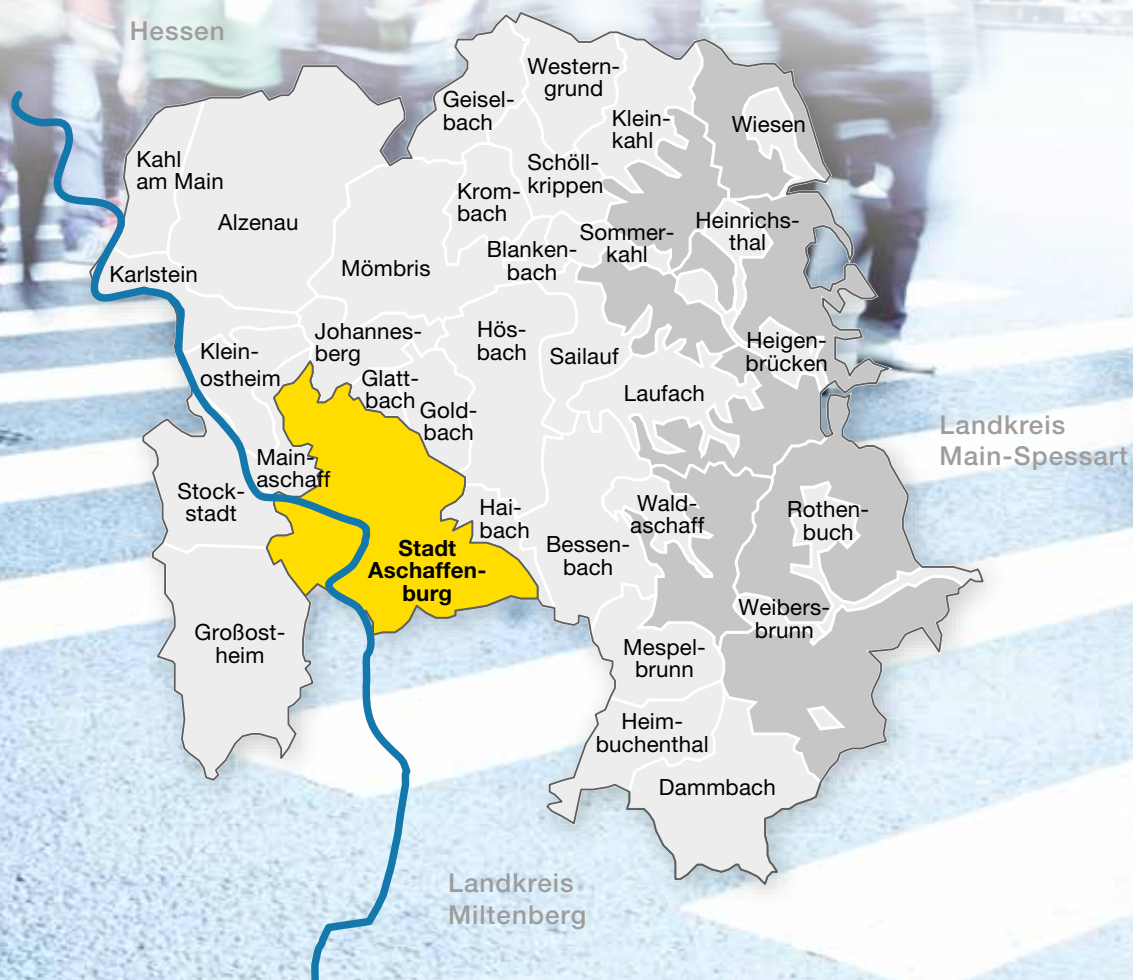 Hessen
Western-
grund
Geisel-
bach
Klein-
kahl
Wiesen
Kahl
am Main
Schöll-
krippen
Krom-
bach
Alzenau
Heinrichs-
thal
Sommer-
kahl
Blanken-
bach
Mömbris
Karlstein
Johannes-
berg
Hös-
bach
Sailauf
Heigen-
brücken
Klein-
ostheim
Glatt-
bach
Laufach
Gold-
bach
Landkreis
Main-Spessart
Main-
aschaff
Stock-
stadt
Hai-
bach
Wald-
aschaff
Rothen-
buch
Stadt
Aschaffen-
burg
Bessen-
bach
Weibers-
brunn
Großost-
heim
Mespel-
brunn
Heim-
buchenthal
Dammbach
Landkreis
Miltenberg